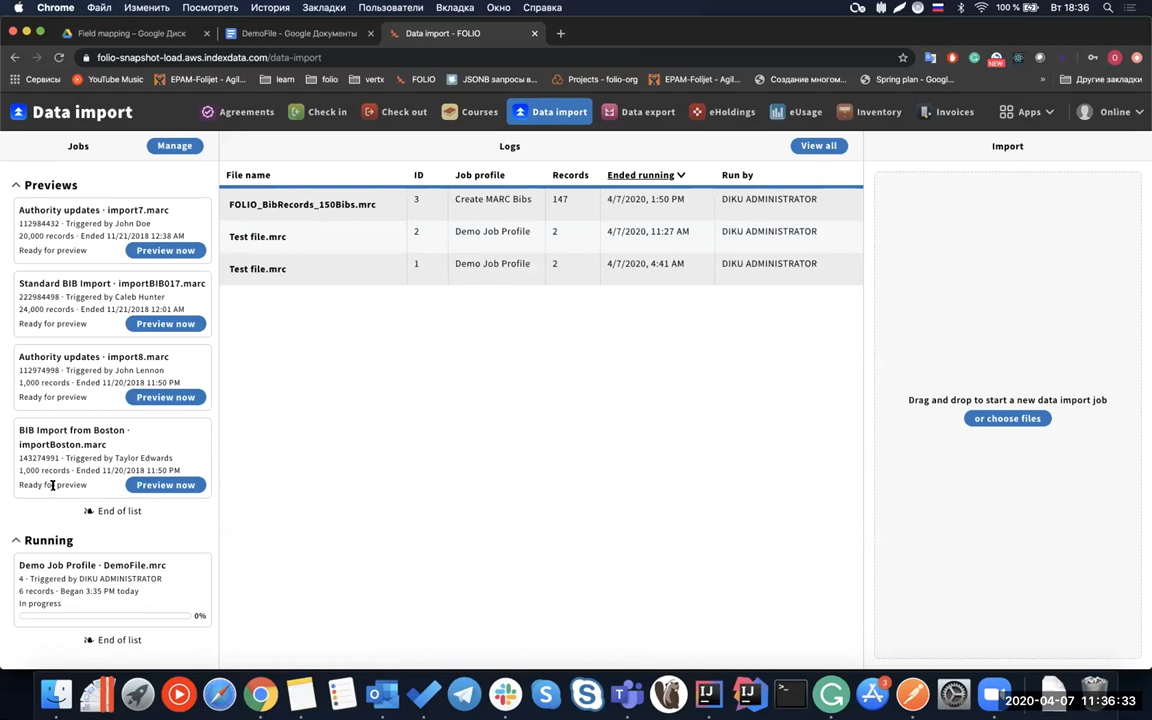 Chrome Файл Изменить Посмотреть История Закладки Пользователи Вкладка Окно Справка 100 % Вт 18:36
Field mapping – Google Диск
DemoFile - Google Документы
Data import - FOLIO
folio-snapshot-load.aws.indexdata.com/data-import
NEW
Сервисы YouTube Music EPAM-Folijet - Agil... learn folio vertx FOLIO JSONB запросы в... Projects - folio-org EPAM-Folijet - Agil... Создание многом... Spring plan - Googl... » Другие закладки
Data import Agreements Check in Check out Courses Data import Data export eHoldings eUsage Inventory Invoices Apps Online
Jobs Manage
Logs View all
Import
Previews
Authority updates · import7.marc
112984432 · Triggered by John Doe
20,000 records · Ended 11/21/2018 12:38 AM
Ready for preview Preview now
Standard BIB Import · importBIB017.marc
222984498 · Triggered by Caleb Hunter
24,000 records · Ended 11/21/2018 12:01 AM
Ready for preview Preview now
Authority updates · import8.marc
112974998 · Triggered by John Lennon
1,000 records · Ended 11/20/2018 11:50 PM
Ready for preview Preview now
BIB Import from Boston ·
importBoston.marc
143274991 · Triggered by Taylor Edwards
1,000 records · Ended 11/20/2018 11:50 PM
Ready for preview Preview now
End of list
Running
Demo Job Profile · DemoFile.mrc
4 · Triggered by DIKU ADMINISTRATOR
6 records · Began 3:35 PM today
In progress
0%
End of list
File name ID Job profile Records Ended running Run by
FOLIO_BibRecords_150Bibs.mrc 3 Create MARC Bibs 147 4/7/2020, 1:50 PM DIKU ADMINISTRATOR
Test file.mrc 2 Demo Job Profile 2 4/7/2020, 11:27 AM DIKU ADMINISTRATOR
Test file.mrc 1 Demo Job Profile 2 4/7/2020, 4:41 AM DIKU ADMINISTRATOR
Drag and drop to start a new data import job
or choose files
3
2020-04-07 11:36:33